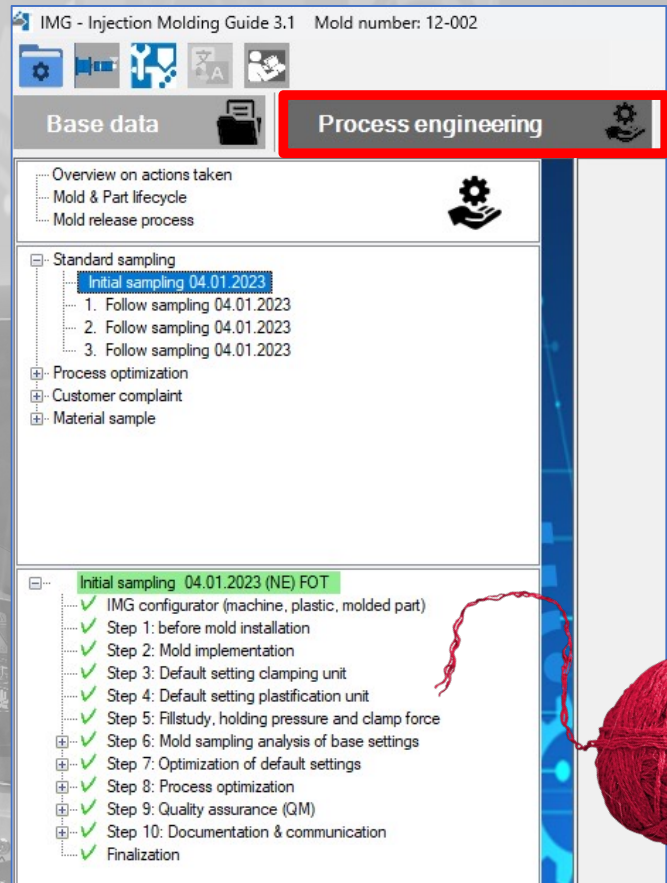 IMG - Injection Molding Guide 3.1 Mold number: 12-002
Base data
Process engineering
Overview on actions taken
Mold & Part lifecycle
Mold release process
Standard sampling
Initial sampling 04.01.2023
1. Follow sampling 04.01.2023
2. Follow sampling 04.01.2023
3. Follow sampling 04.01.2023
Process optimization
Customer complaint
Material sample
Initial sampling 04.01.2023 (NE) FOT
IMG configurator (machine, plastic, molded part)
Step 1: before mold installation
Step 2: Mold implementation
Step 3: Default setting clamping unit
Step 4: Default setting plastification unit
Step 5: Fillstudy, holding pressure and clamp force
Step 6: Mold sampling analysis of base settings
Step 7: Optimization of default settings
Step 8: Process optimization
Step 9: Quality assurance (QM)
Step 10: Documentation & communication
Finalization